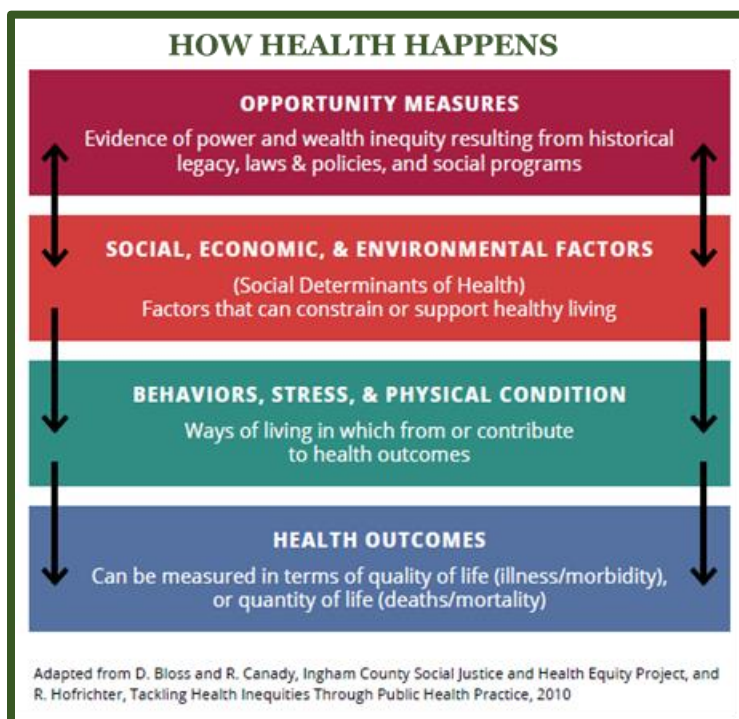 HOW HEALTH HAPPENS
OPPORTUNITY MEASURES
Evidence of power and wealth inequity resulting from historical
legacy, laws & policies, and social programs
SOCIAL, ECONOMIC, & ENVIRONMENTAL FACTORS
(Social Determinants of Health)
Factors that can constrain or support healthy living
BEHAVIORS, STRESS, & PHYSICAL CONDITION
Ways of living in which from or contribute
to health outcomes
HEALTH OUTCOMES
Can be measured in terms of quality of life (illness/morbidity),
or quantity of life (deaths/mortality)
Adapted from D. Bloss and R. Canady, Ingham County Social Justice and Health Equity Project, and
R. Hofrichter, Tackling Health Inequities Through Public Health Practice, 2010